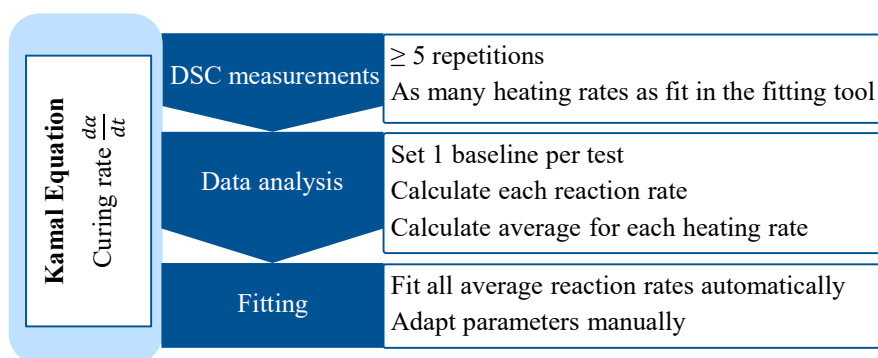 Kamal Equation
Curing rate dα/dt
DSC measurements
≥ 5 repetitions
As many heating rates as fit in the fitting tool
Data analysis
Set 1 baseline per test
Calculate each reaction rate
Calculate average for each heating rate
Fitting
Fit all average reaction rates automatically
Adapt parameters manually